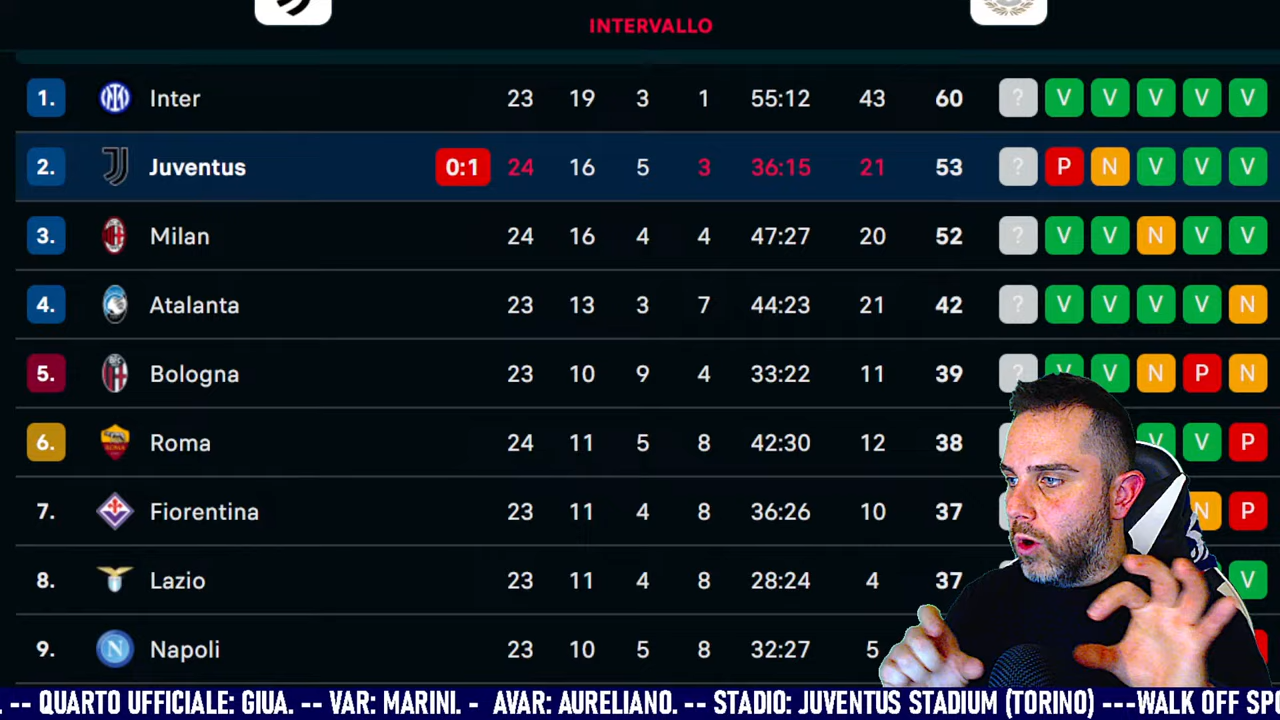 INTERVALLO
1. Inter 23 19 3 1 55:12 43 60 ? V V V V V
2. Juventus 0:1 24 16 5 3 36:15 21 53 ? P N V V V
3. Milan 24 16 4 4 47:27 20 52 ? V V N V V
4. Atalanta 23 13 3 7 44:23 21 42 ? V V V V N
5. Bologna 23 10 9 4 33:22 11 39 ? V V N P N
6. Roma 24 11 5 8 42:30 12 38 V V P
7. Fiorentina 23 11 4 8 36:26 10 37 N P
8. Lazio 23 11 4 8 28:24 4 37 V
9. Napoli 23 10 5 8 32:27 5
. -- QUARTO UFFICIALE: GIUA. -- VAR: MARINI. - AVAR: AURELIANO. -- STADIO: JUVENTUS STADIUM (TORINO) ---WALK OFF